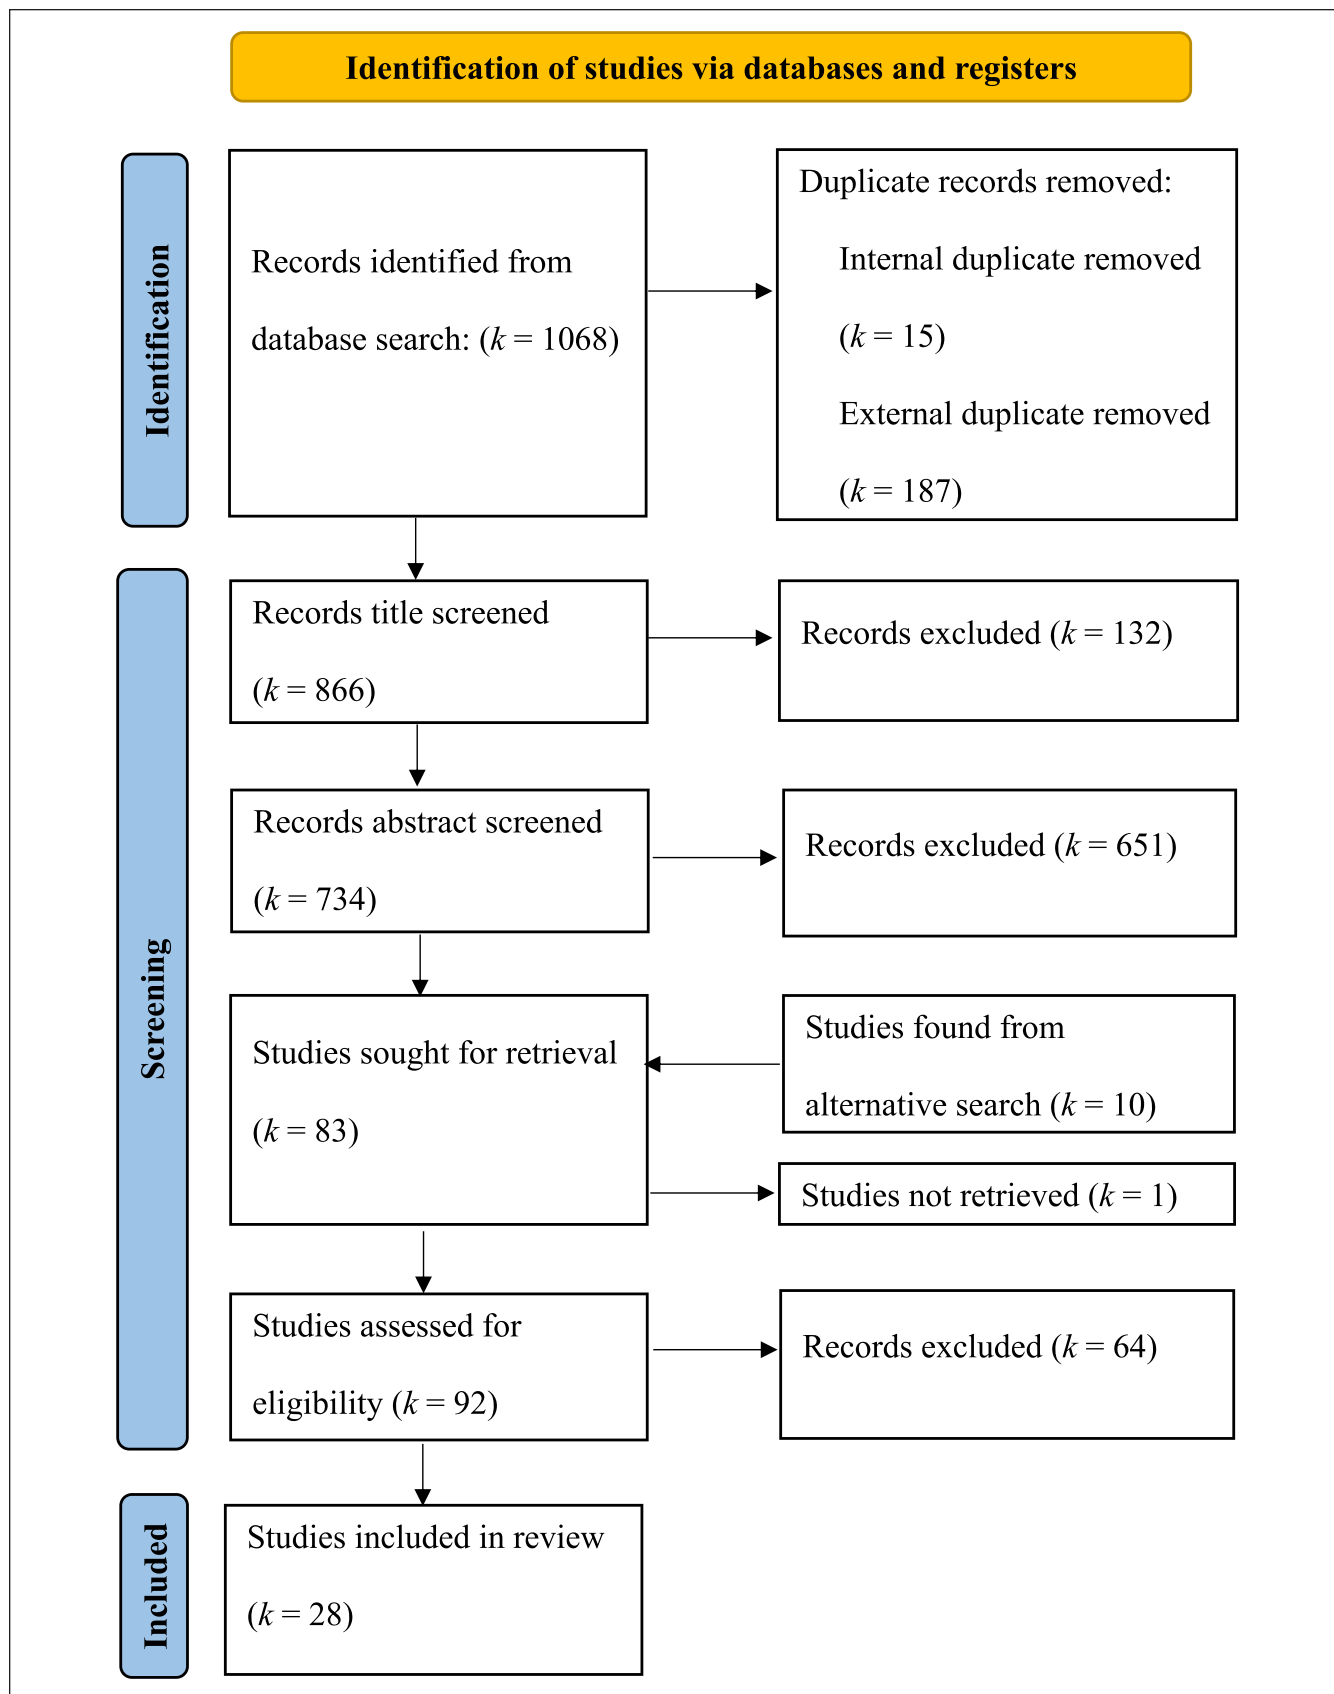 Identification of studies via databases and registers
Identification
Records identified from
database search: (k = 1068)
Duplicate records removed:
Internal duplicate removed
(k = 15)
External duplicate removed
(k = 187)
Screening
Records title screened
(k = 866)
Records excluded (k = 132)
Records abstract screened
(k = 734)
Records excluded (k = 651)
Studies sought for retrieval
(k = 83)
Studies found from
alternative search (k = 10)
Studies not retrieved (k = 1)
Studies assessed for
eligibility (k = 92)
Records excluded (k = 64)
Included
Studies included in review
(k = 28)